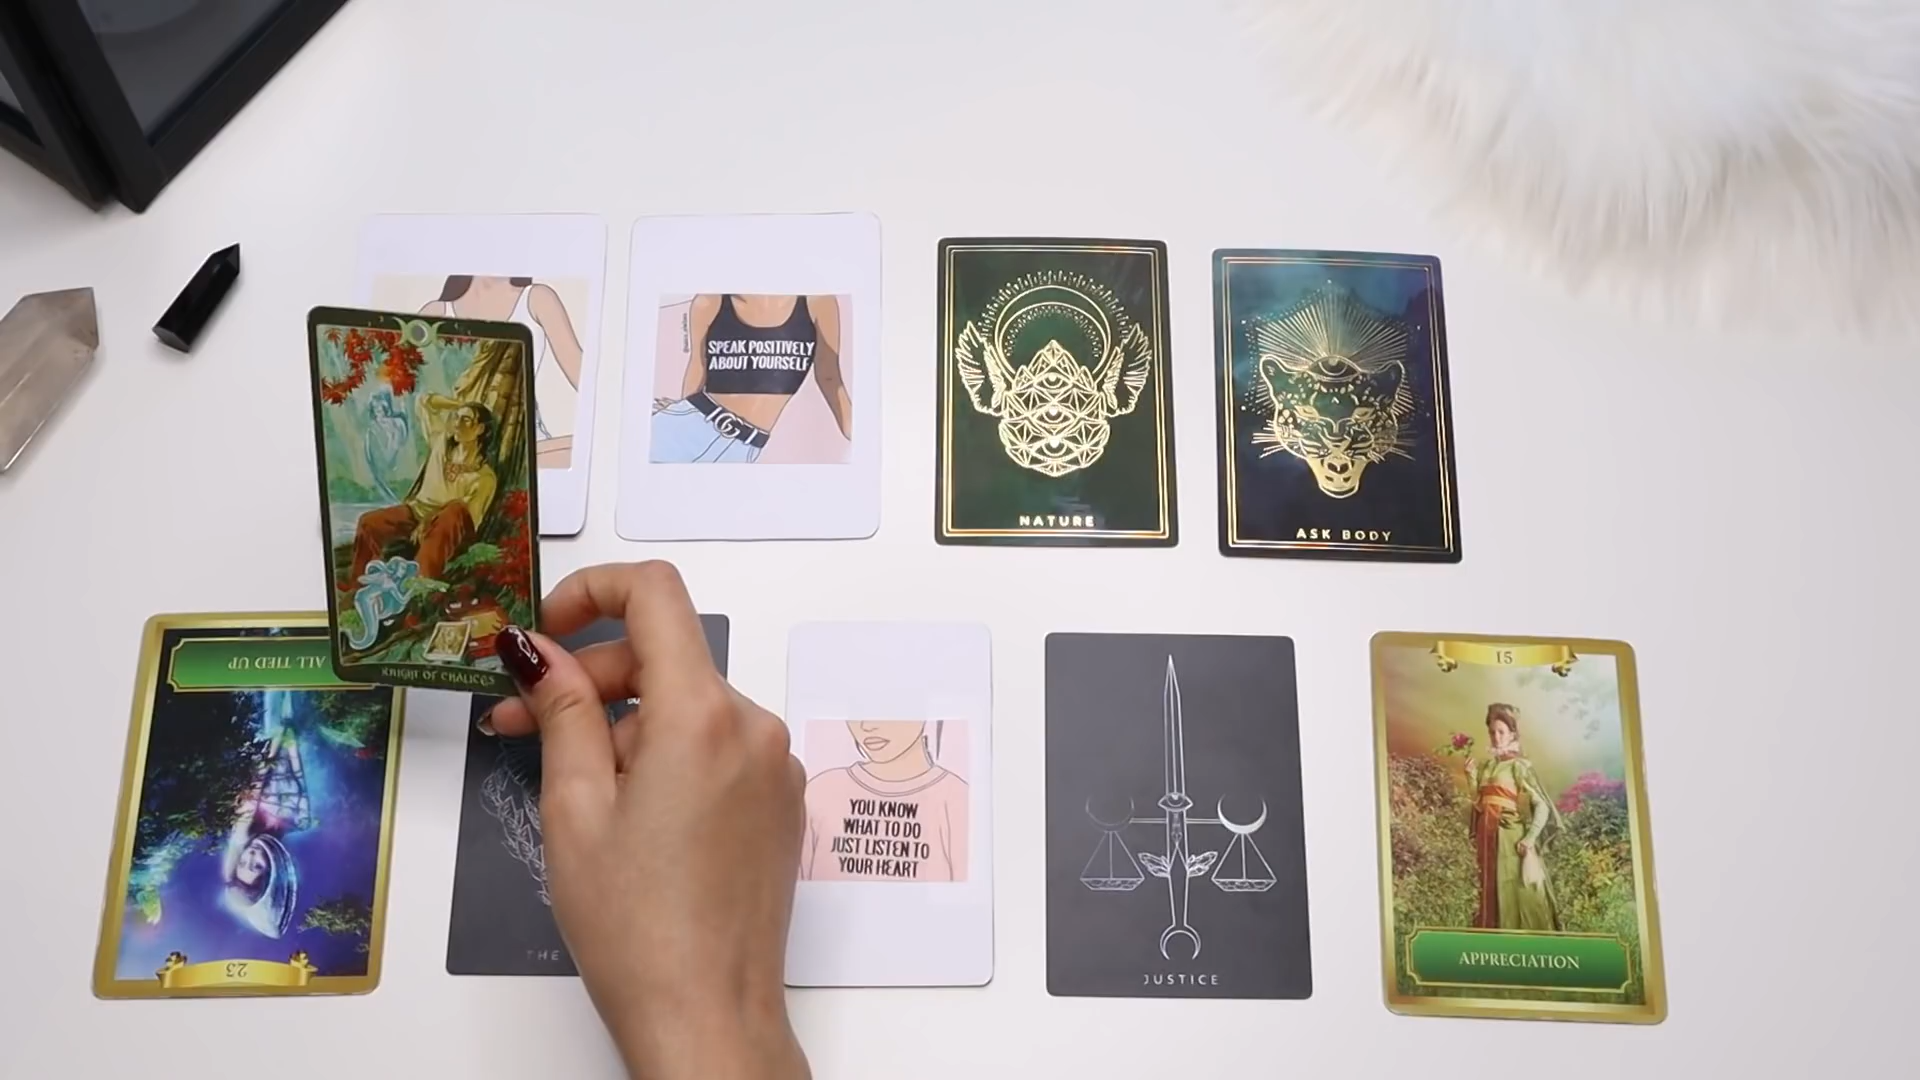 SPEAK POSITIVELY
ABOUT YOURSELF
NATURE
ASK BODY
KNIGHT OF CHALICES
ALL TIED UP
23
THE
YOU KNOW
WHAT TO DO
JUST LISTEN TO
YOUR HEART
JUSTICE
15
APPRECIATION